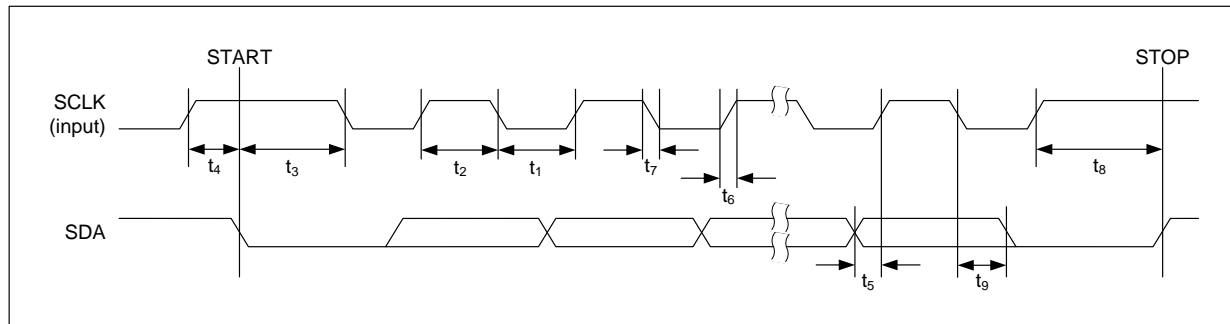 START
STOP
SCLK
(input)
t4
t3
t2
t1
t7
t6
t8
SDA
t5
t9